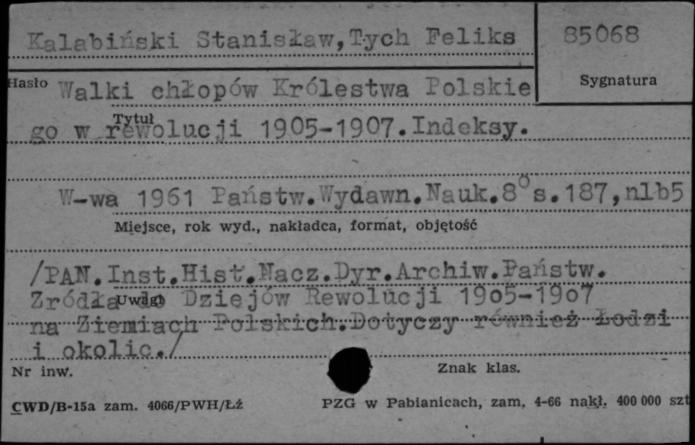 Kalabiński Stanisław,Tych Feliks
85068
Hasło
Sygnatura
Walki chłopów Królestwa Polskie
Tytuł
go w rewolucji 1905-1907.Indeksy.
W-wa 1961 Państw.Wydawn.Nauk.8° s.187,nlb5
Miejsce, rok wyd., nakładca, format, objętość
/PAN.Inst.Hist.Nacz.Dyr.Archiw.Państw.
Źródła do Dziejów Rewolucji 19o5-19o7
Uwagi
na Ziemiach Polskich.Dotyczy również Łodzi
i okolic./
Nr inw.
Znak klas.
CWD/B-15a zam. 4066/PWH/Łź
PZG w Pabianicach, zam. 4-66 nakł. 400 000 szt